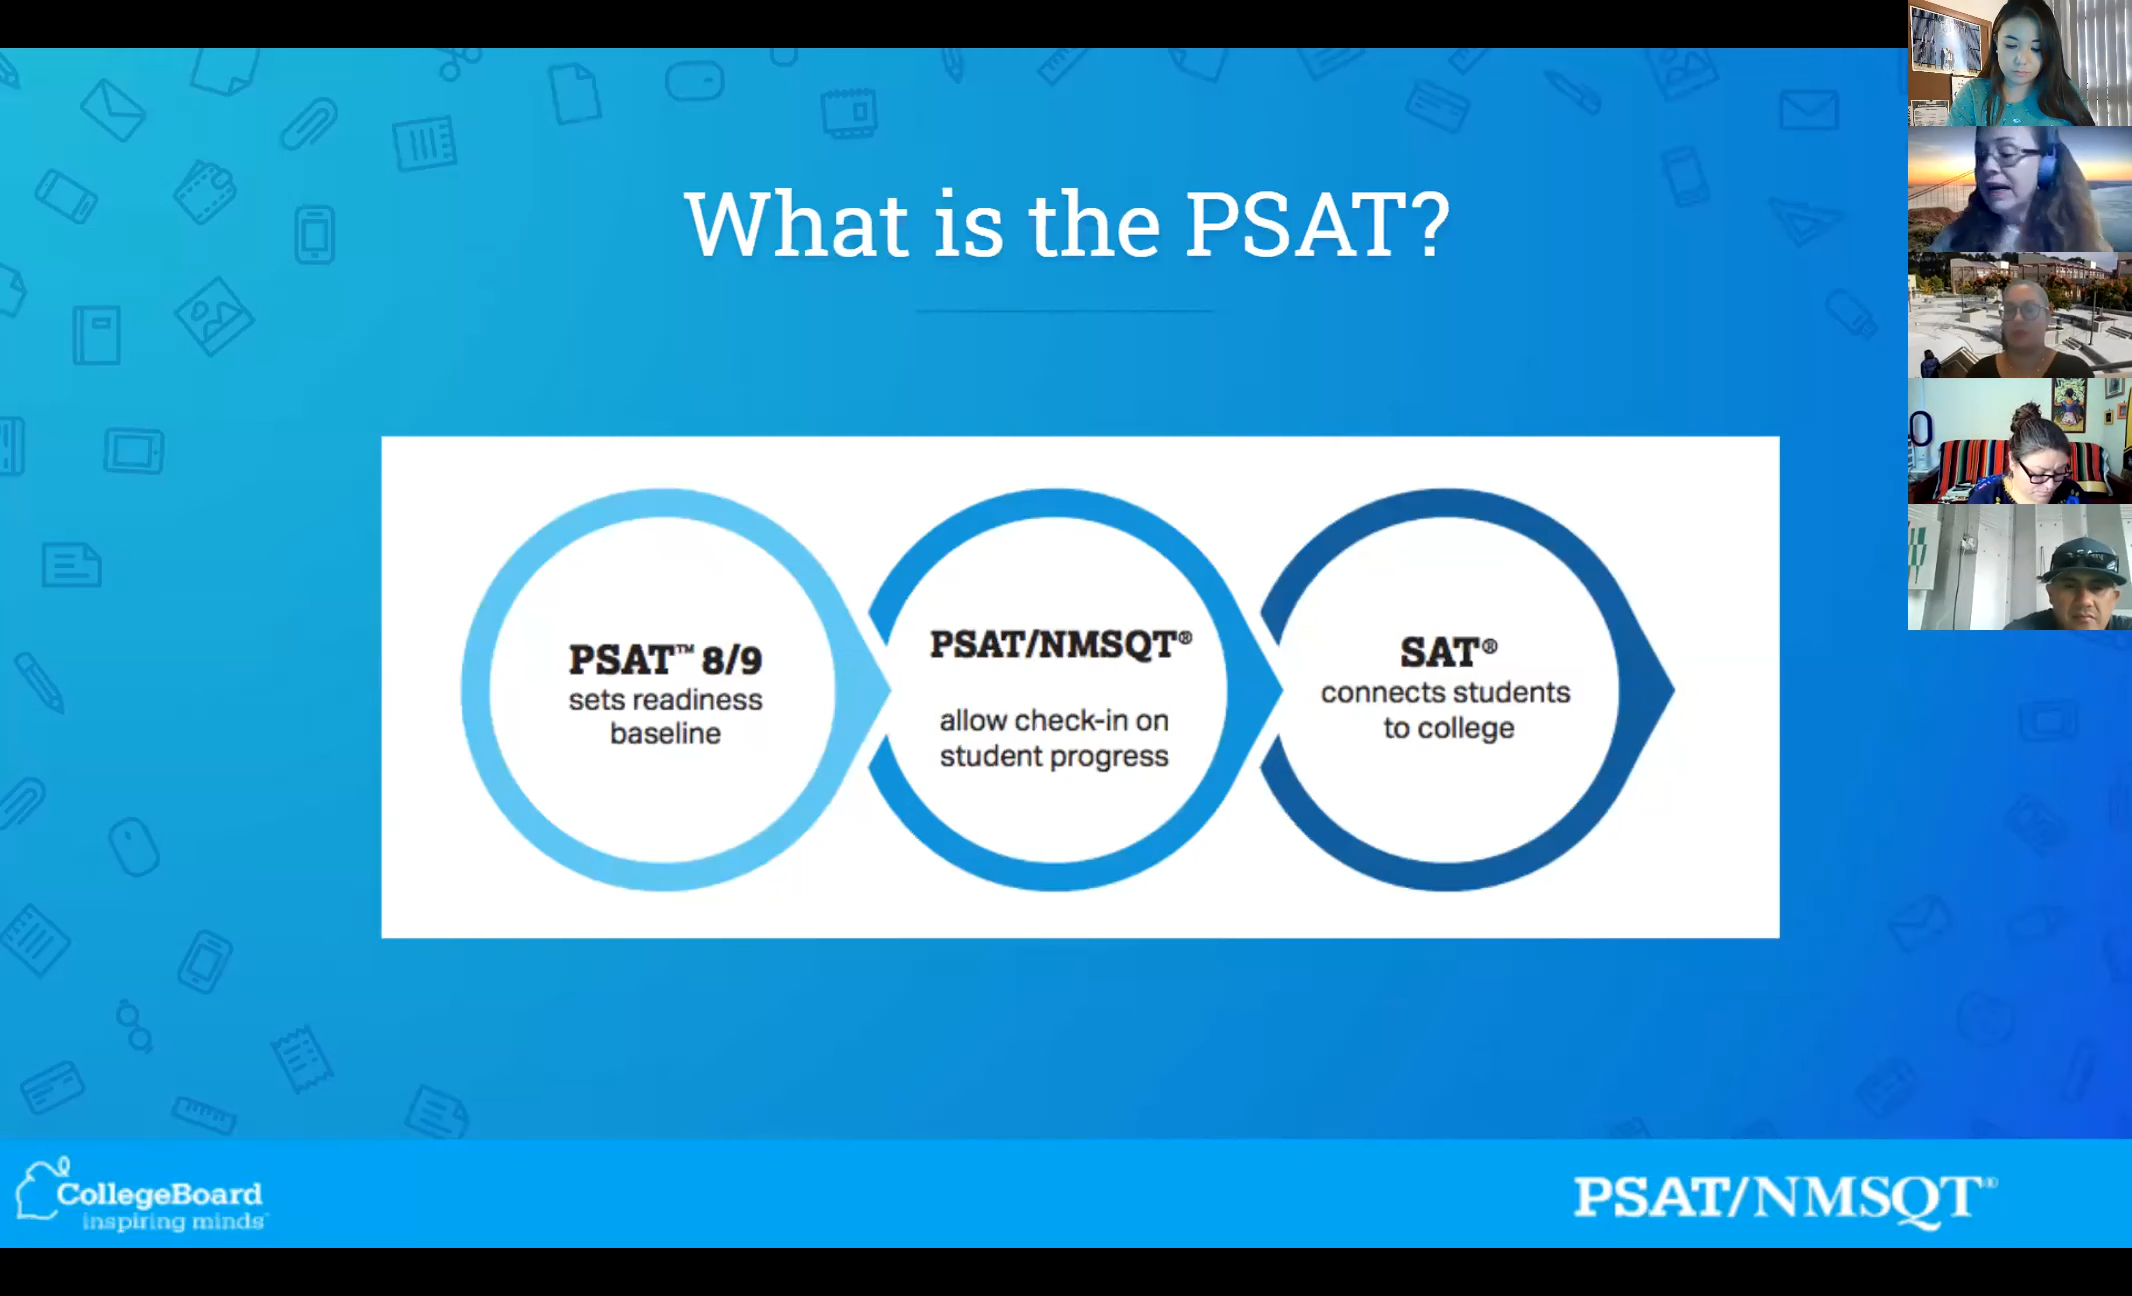 What is the PSAT?
PSAT™ 8/9
sets readiness
baseline
PSAT/NMSQT®
allow check-in on
student progress
SAT®
connects students
to college
CollegeBoard
inspiring minds™
PSAT/NMSQT®